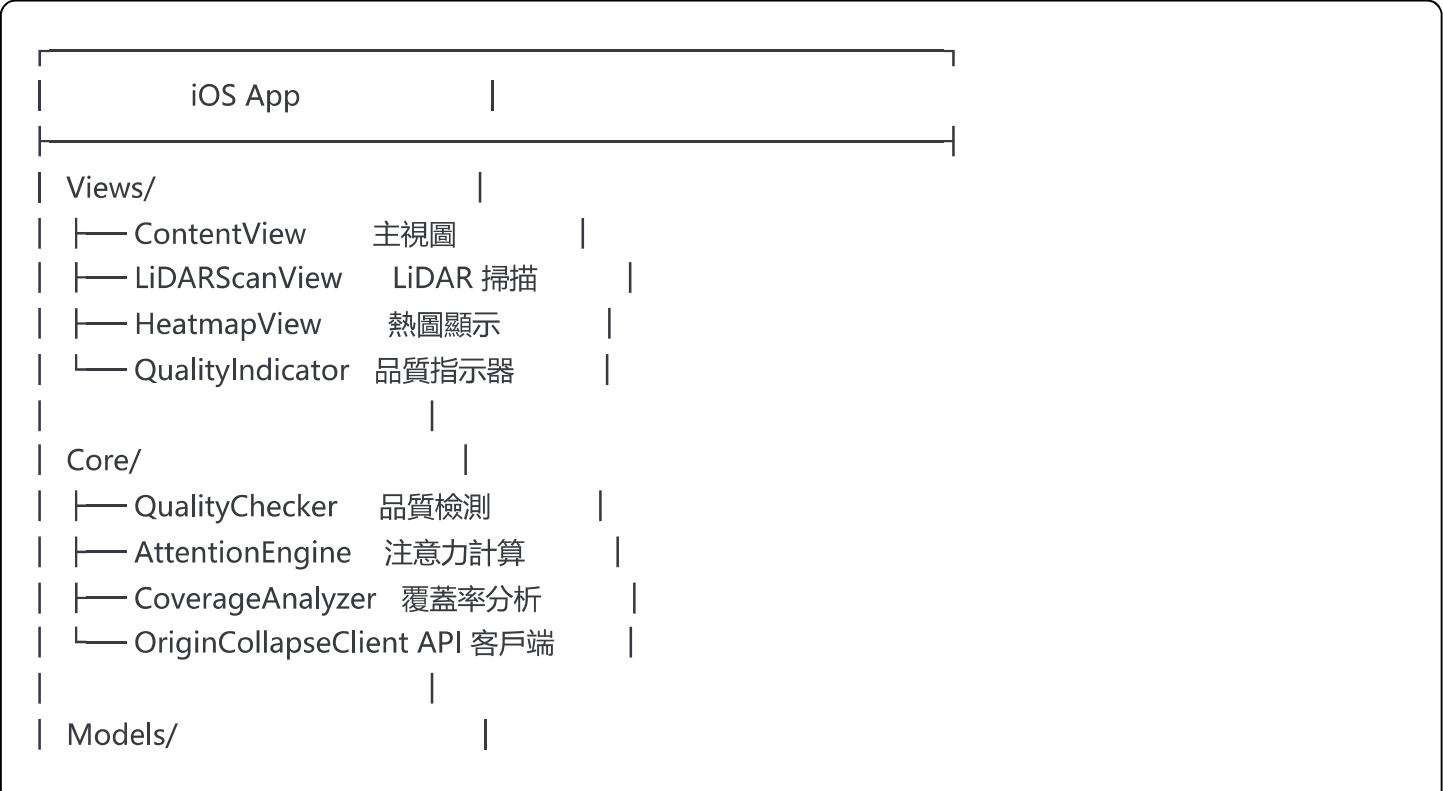 ┌─────────────────────────────────────────┐
│ iOS App │
├─────────────────────────────────────────┤
│ Views/ │
│ ├── ContentView 主視圖 │
│ ├── LiDARScanView LiDAR 掃描 │
│ ├── HeatmapView 熱圖顯示 │
│ └── QualityIndicator 品質指示器 │
│ │
│ Core/ │
│ ├── QualityChecker 品質檢測 │
│ ├── AttentionEngine 注意力計算 │
│ ├── CoverageAnalyzer 覆蓋率分析 │
│ └── OriginCollapseClient API 客戶端 │
│ │
│ Models/ │